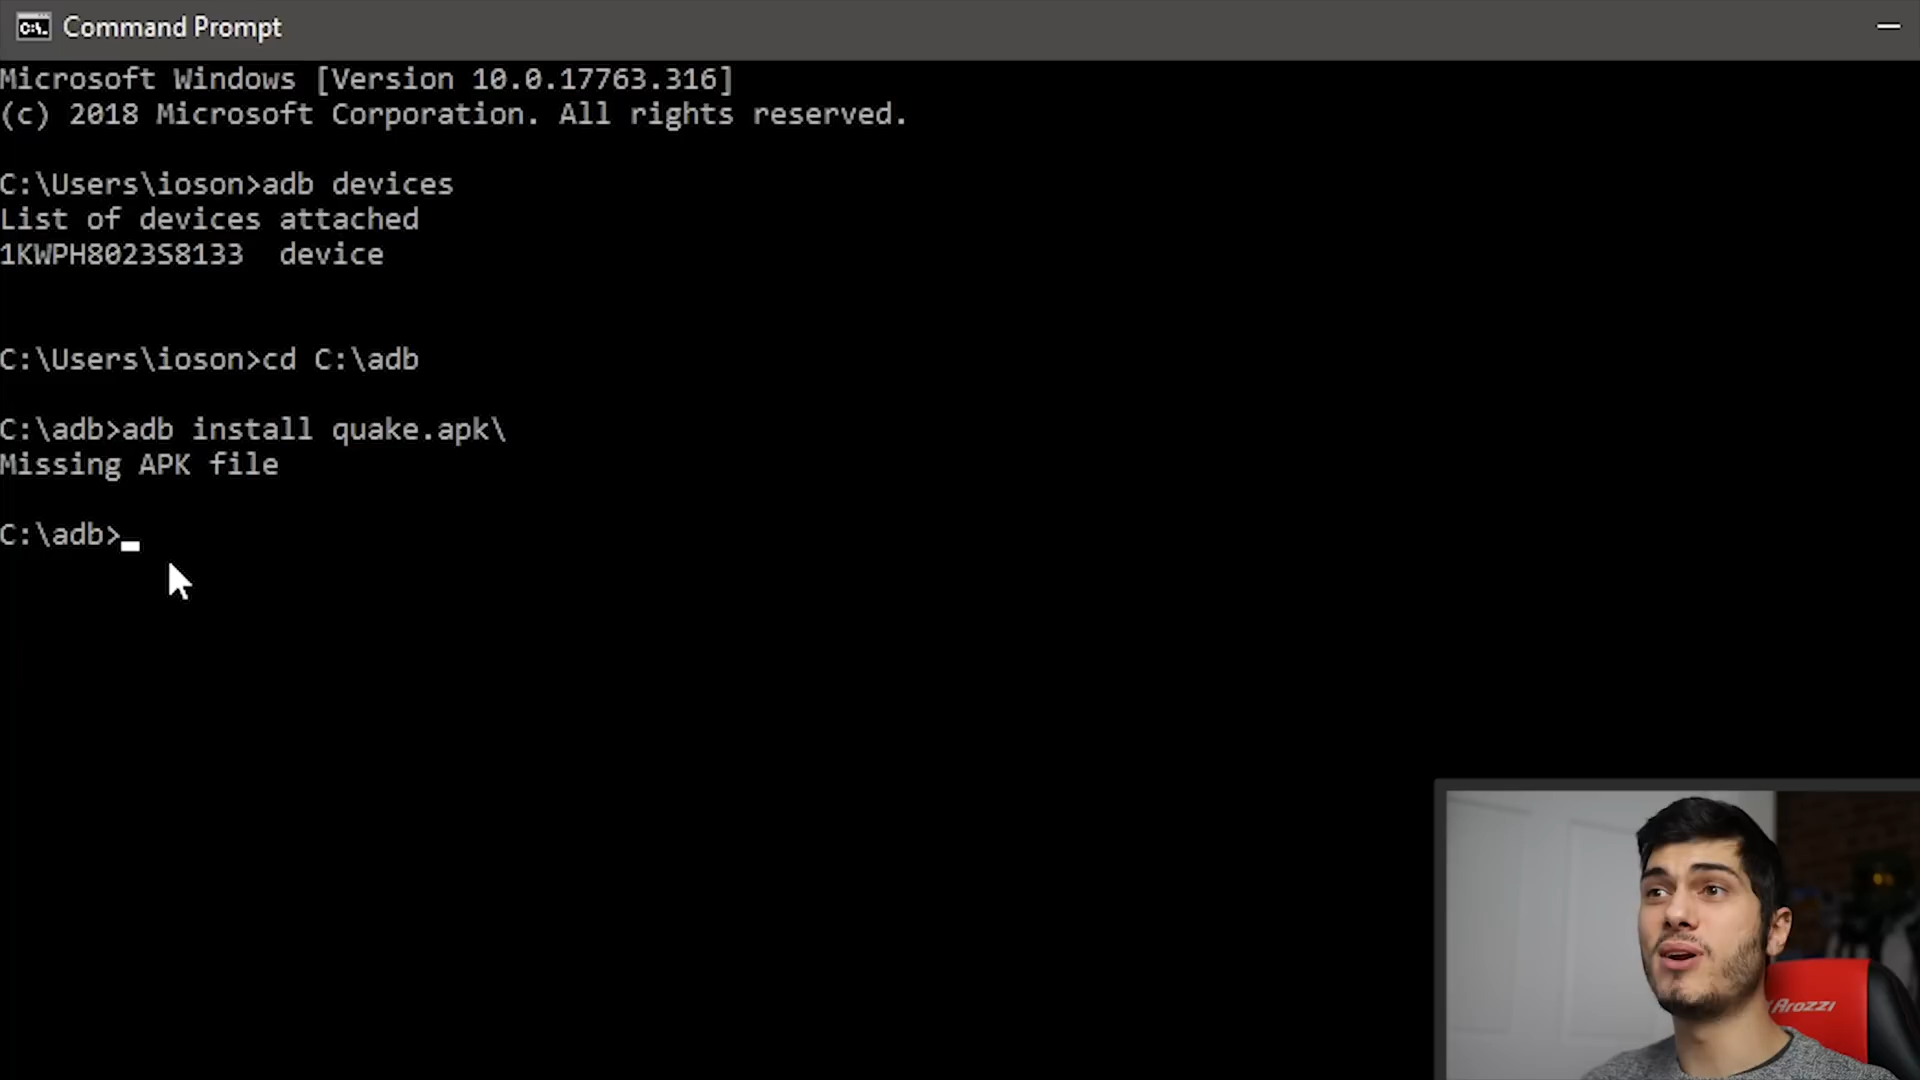 Command Prompt
Microsoft Windows [Version 10.0.17763.316]
(c) 2018 Microsoft Corporation. All rights reserved.
C:\Users\ioson>adb devices
List of devices attached
1KWPH8023S8133  device
C:\Users\ioson>cd C:\adb
C:\adb>adb install quake.apk\
Missing APK file
C:\adb>
Arozzi